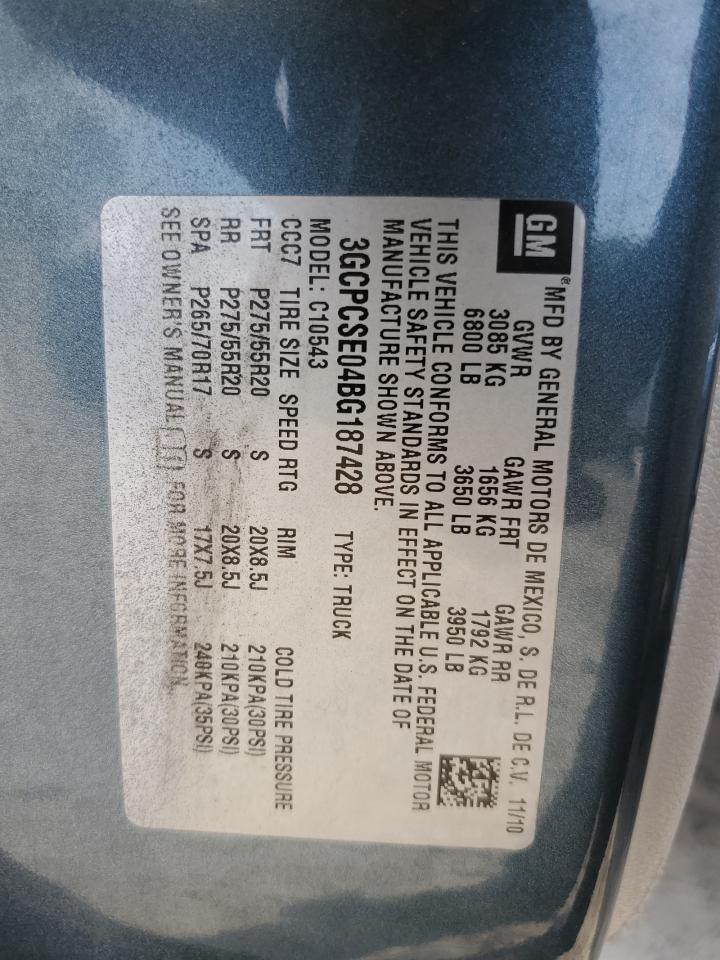 GM
® MFD BY GENERAL MOTORS DE MEXICO, S. DE R.L. DE C.V. 11/10
GVWR GAWR FRT GAWR RR
3085 KG 1656 KG 1792 KG
6800 LB 3650 LB 3950 LB
THIS VEHICLE CONFORMS TO ALL APPLICABLE U.S. FEDERAL MOTOR
VEHICLE SAFETY STANDARDS IN EFFECT ON THE DATE OF
MANUFACTURE SHOWN ABOVE.
3GCPCSE04BG187428 TYPE: TRUCK
MODEL: C10543
CCC7 TIRE SIZE SPEED RTG RIM COLD TIRE PRESSURE
FRT P275/55R20 S 20X8.5J 210KPA(30PSI)
RR P275/55R20 S 20X8.5J 210KPA(30PSI)
SPA P265/70R17 S 17X7.5J 240KPA(35PSI)
SEE OWNER'S MANUAL FOR MORE INFORMATION.